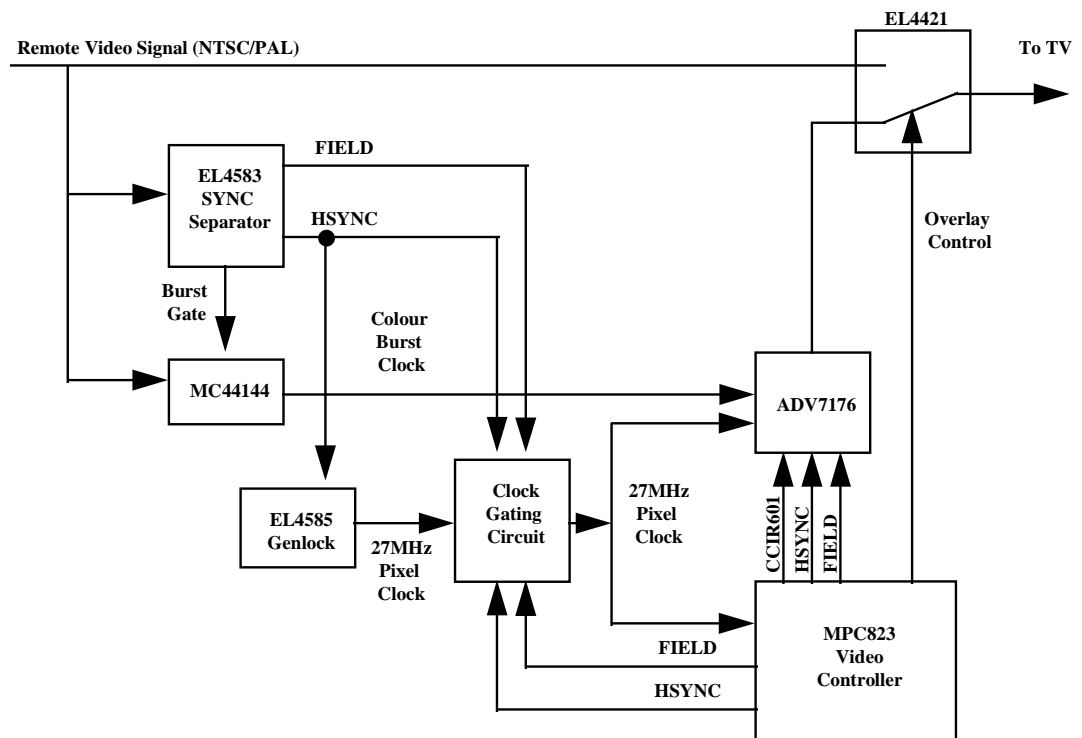 EL4421
Remote Video Signal (NTSC/PAL)
To TV
FIELD
EL4583
SYNC
Separator
HSYNC
Overlay
Control
Burst
Gate
Colour
Burst
Clock
MC44144
ADV7176
Clock
Gating
Circuit
27MHz
Pixel
Clock
EL4585
Genlock
27MHz
Pixel
Clock
CCIR601
HSYNC
FIELD
MPC823
Video
Controller
FIELD
HSYNC